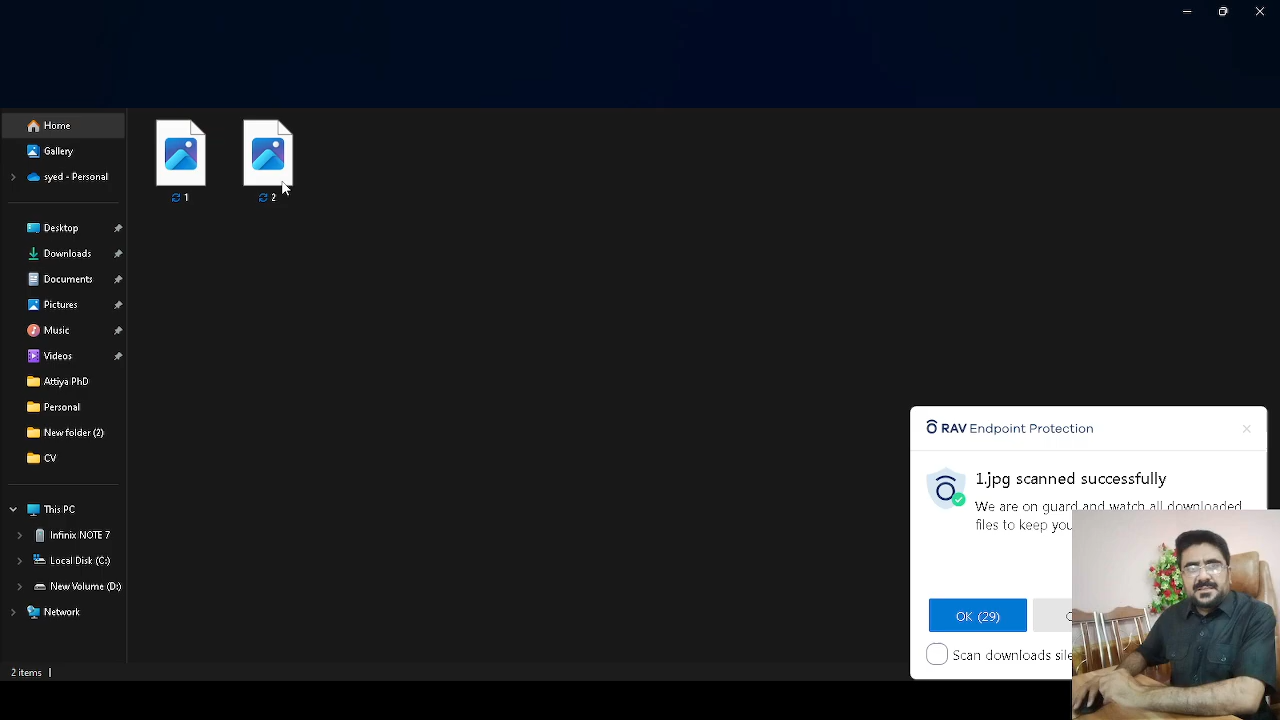 Home
Gallery
syed - Personal
Desktop
Downloads
Documents
Pictures
Music
Videos
Attiya PhD
Personal
New folder (2)
CV
This PC
Infinix NOTE 7
Local Disk (C:)
New Volume (D:)
Network
2 items
1
2
RAV Endpoint Protection
1.jpg scanned successfully
We are on guard and watch all downloaded
files to keep you
OK (29)
Scan downloads sile